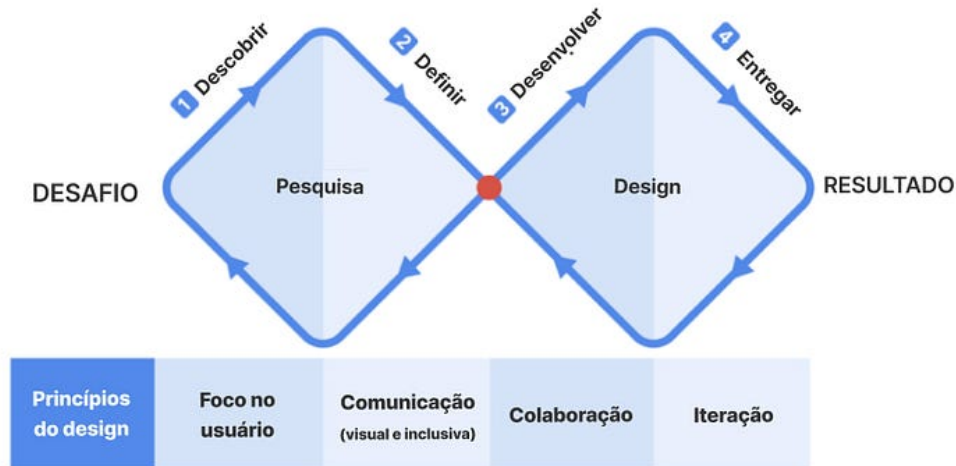 1 Descobrir
2 Definir
3 Desenvolver
4 Entregar
DESAFIO
Pesquisa
Design
RESULTADO
Princípios
do design
Foco no
usuário
Comunicação
(visual e inclusiva)
Colaboração
Iteração